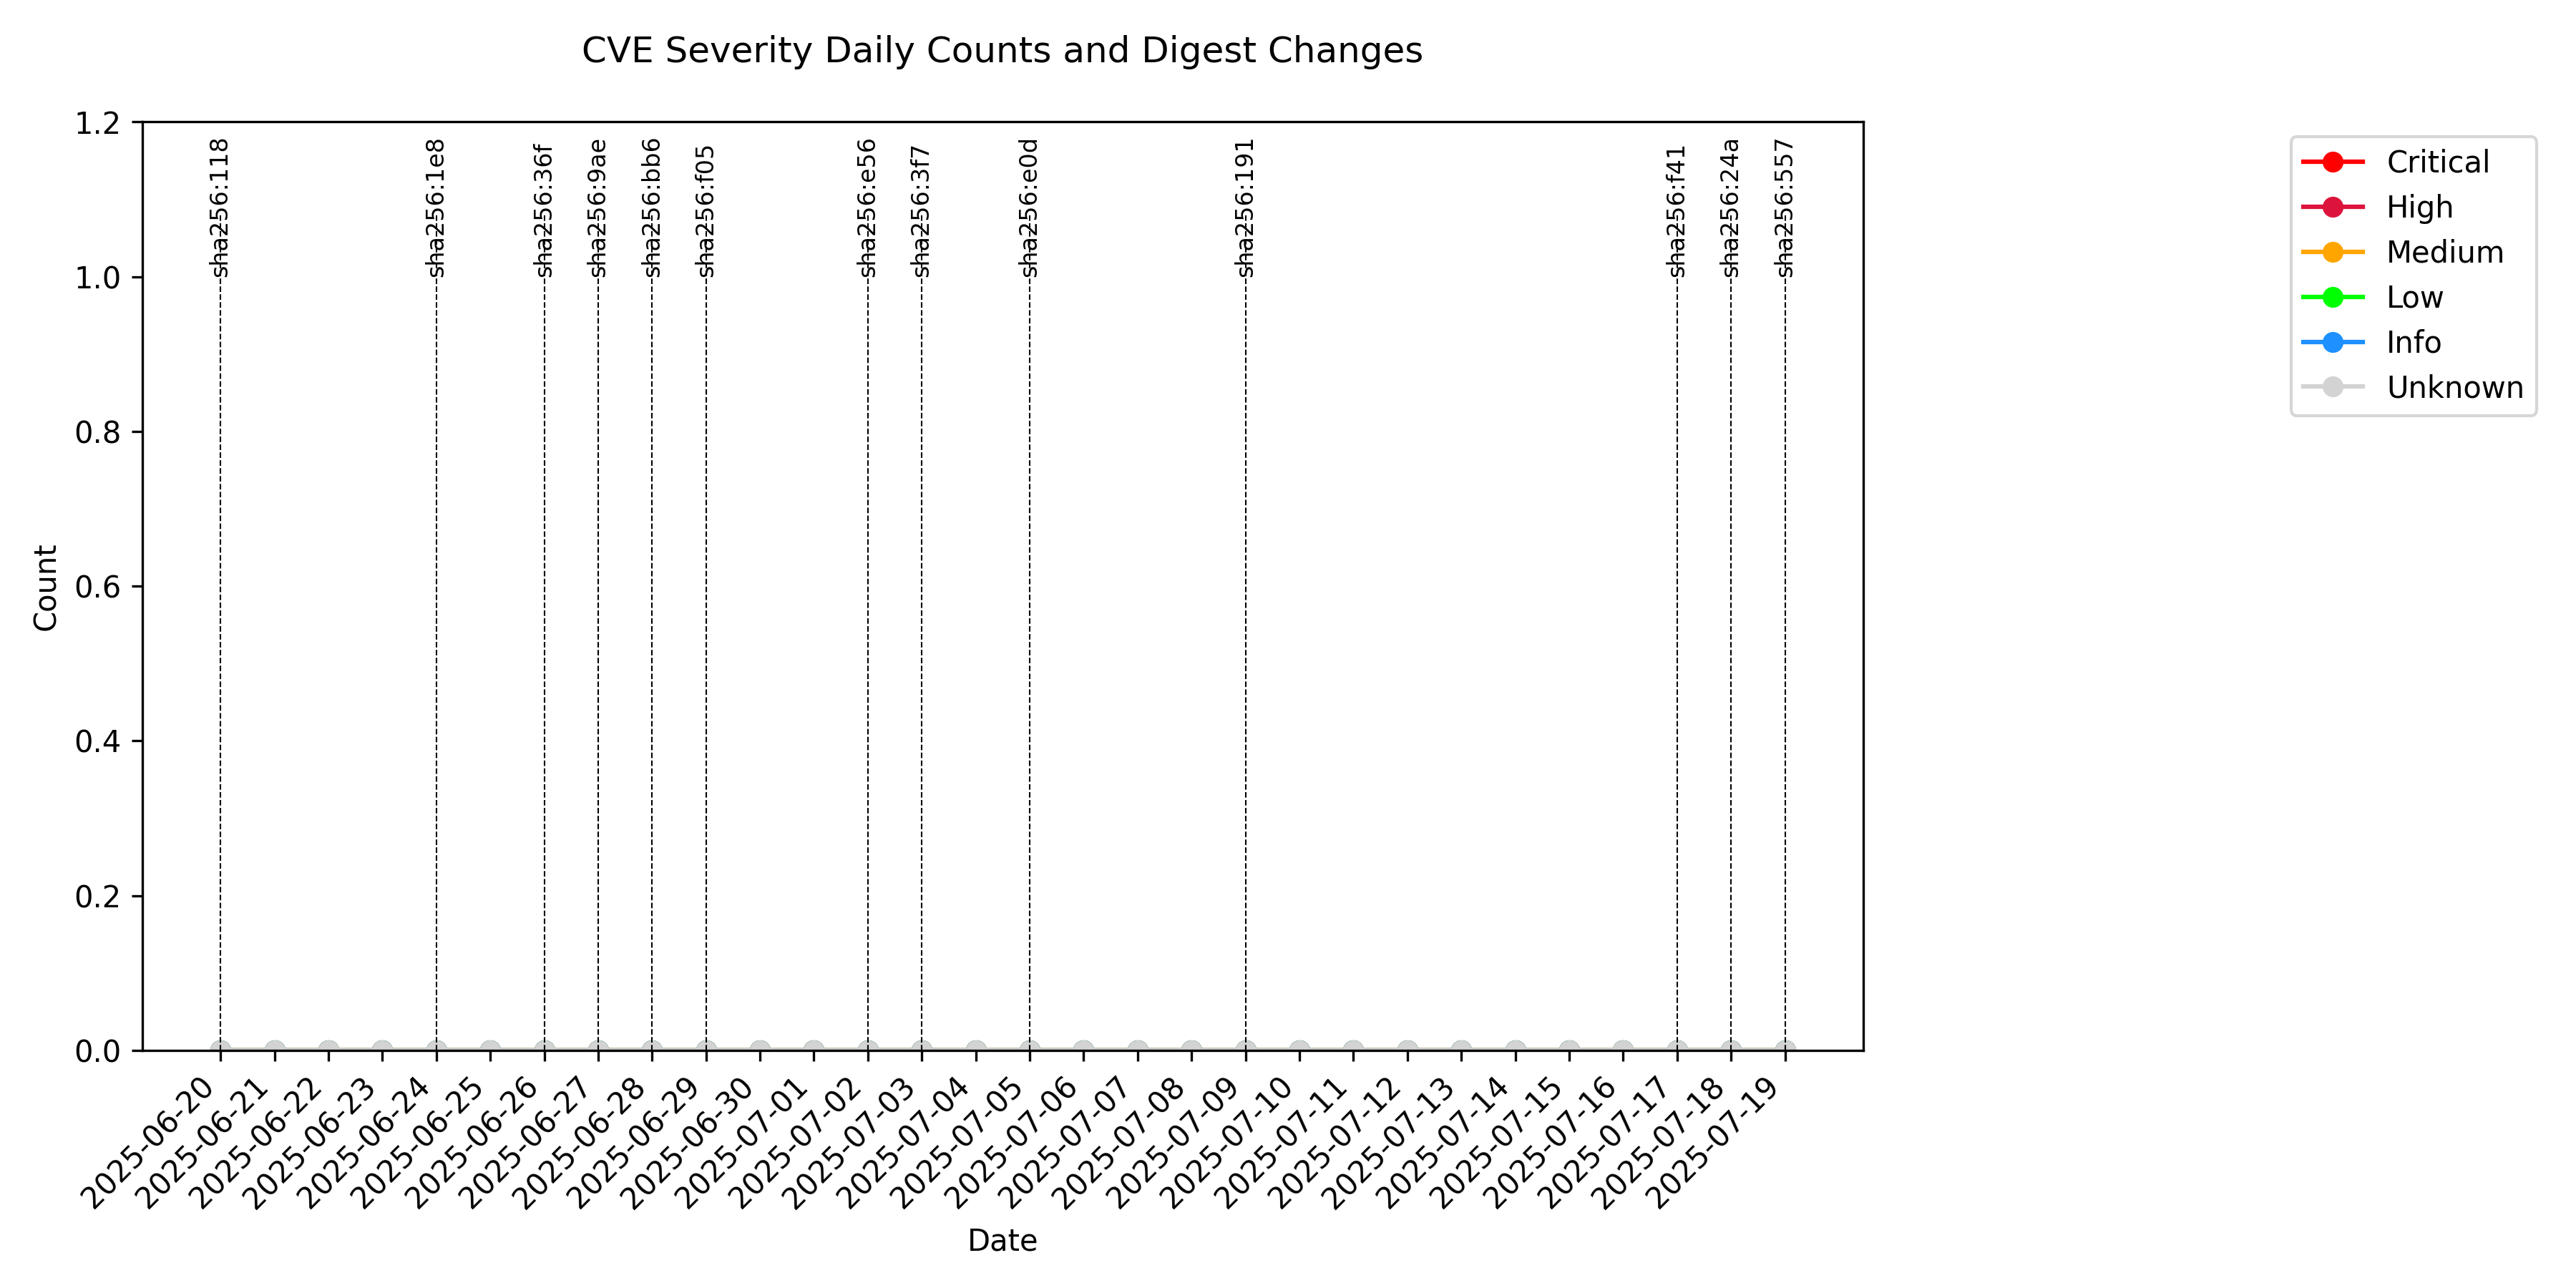 CVE Severity Daily Counts and Digest Changes
1.2
1.0
0.8
0.6
0.4
0.2
0.0
Count
sha256:118
sha256:1e8
sha256:36f
sha256:9ae
sha256:bb6
sha256:f05
sha256:e56
sha256:3f7
sha256:e0d
sha256:191
sha256:f41
sha256:24a
sha256:557
Critical
High
Medium
Low
Info
Unknown
2025-06-20
2025-06-21
2025-06-22
2025-06-23
2025-06-24
2025-06-25
2025-06-26
2025-06-27
2025-06-28
2025-06-29
2025-06-30
2025-07-01
2025-07-02
2025-07-03
2025-07-04
2025-07-05
2025-07-06
2025-07-07
2025-07-08
2025-07-09
2025-07-10
2025-07-11
2025-07-12
2025-07-13
2025-07-14
2025-07-15
2025-07-16
2025-07-17
2025-07-18
2025-07-19
Date